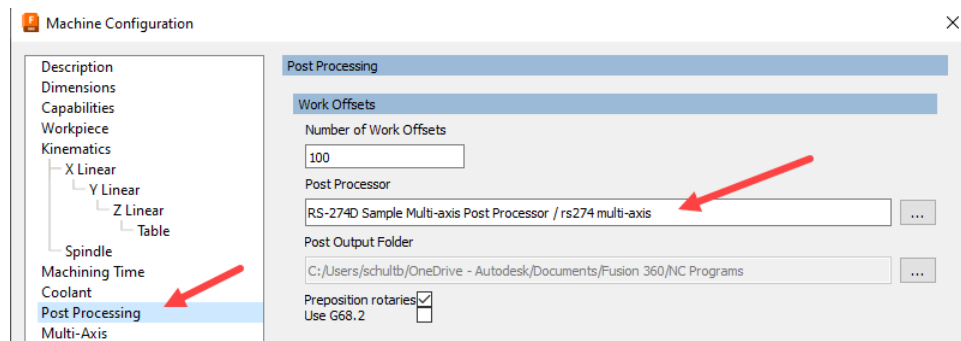 Machine Configuration
Description
Dimensions
Capabilities
Workpiece
Kinematics
X Linear
Y Linear
Z Linear
Table
Spindle
Machining Time
Coolant
Post Processing
Multi-Axis
Post Processing
Work Offsets
Number of Work Offsets
100
Post Processor
RS-274D Sample Multi-axis Post Processor / rs274 multi-axis
...
Post Output Folder
C:/Users/schultb/OneDrive - Autodesk/Documents/Fusion 360/NC Programs
...
Preposition rotaries
Use G68.2